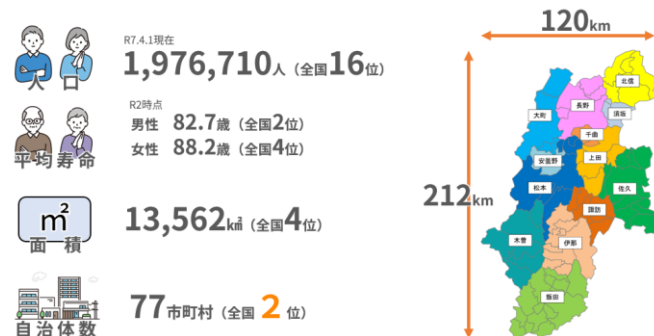 R7.4.1現在
人口
1,976,710人（全国16位）
R2時点
平均寿命
男性 82.7歳（全国2位）
女性 88.2歳（全国4位）
m²
面積
13,562k㎡（全国4位）
自治体数
77市町村（全国2位）
120km
212km
北信
長野
須坂
大町
千曲
上田
安曇野
松本
佐久
諏訪
木曽
伊那
飯田